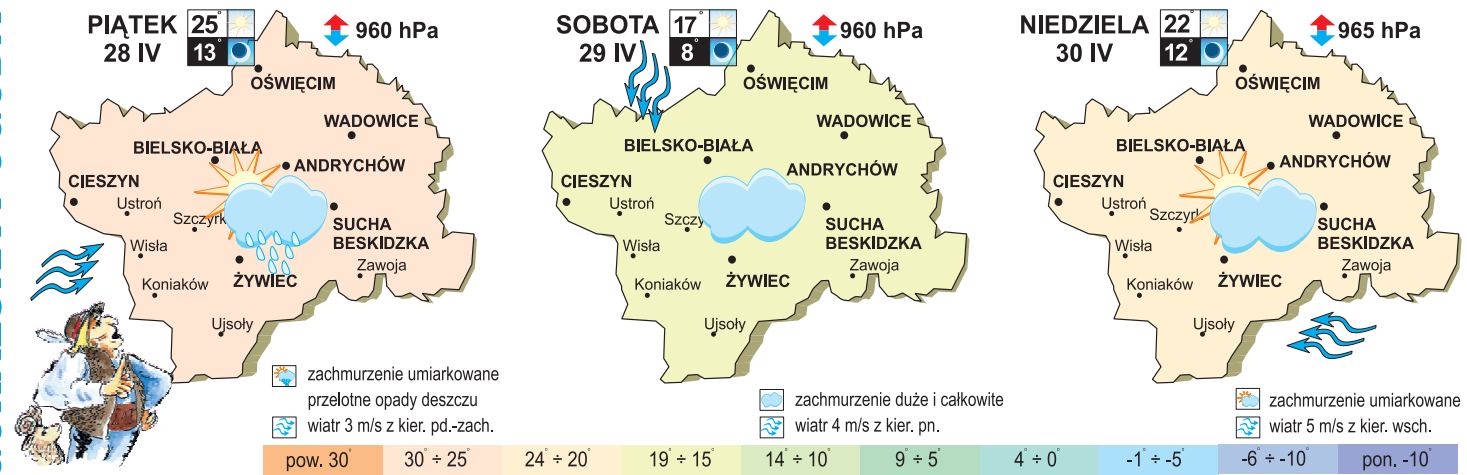 PIĄTEK
28 IV
25°
13°
960 hPa
OŚWIĘCIM
WADOWICE
BIELSKO-BIAŁA
ANDRYCHÓW
CIESZYN
Ustroń
Szczyrk
SUCHA
BESKIDZKA
Wisła
Zawoja
ŻYWIEC
Koniaków
Ujsoły
zachmurzenie umiarkowane
przelotne opady deszczu
wiatr 3 m/s z kier. pd.-zach.
SOBOTA
29 IV
17°
8°
960 hPa
OŚWIĘCIM
WADOWICE
BIELSKO-BIAŁA
ANDRYCHÓW
CIESZYN
Ustroń
Szczy
SUCHA
BESKIDZKA
Wisła
Zawoja
ŻYWIEC
Koniaków
Ujsoły
zachmurzenie duże i całkowite
wiatr 4 m/s z kier. pn.
NIEDZIELA
30 IV
22°
12°
965 hPa
OŚWIĘCIM
WADOWICE
BIELSKO-BIAŁA
ANDRYCHÓW
CIESZYN
Ustroń
Szczyrk
SUCHA
BESKIDZKA
Wisła
Zawoja
ŻYWIEC
Koniaków
Ujsoły
zachmurzenie umiarkowane
wiatr 5 m/s z kier. wsch.
pow. 30° 30° ÷ 25° 24° ÷ 20° 19° ÷ 15° 14° ÷ 10° 9° ÷ 5° 4° ÷ 0° -1° ÷ -5° -6° ÷ -10° pon. -10°